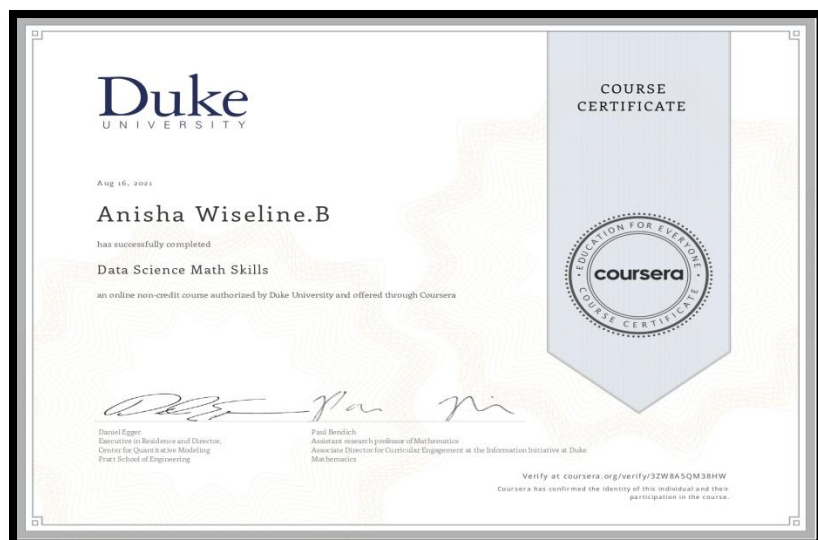 Duke
UNIVERSITY
COURSE
CERTIFICATE
Aug 16, 2021
Anisha Wiseline.B
has successfully completed
Data Science Math Skills
an online non-credit course authorized by Duke University and offered through Coursera
EDUCATION FOR EVERYONE
coursera
COURSE CERTIFICATE
Daniel Egger
Executive in Residence and Director,
Center for Quantitative Modeling
Pratt School of Engineering
Paul Bendich
Assistant research professor of Mathematics
Associate Director for Curricular Engagement at the Information Initiative at Duke
Mathematics
Verify at coursera.org/verify/3ZW8A5QM38HW
Coursera has confirmed the identity of this individual and their
participation in the course.